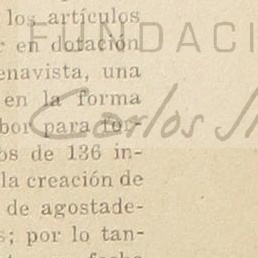 los artículos
r en dotación
enavista, una
en la forma
bor para for-
os de 136 in-
la creación de
de agostade-
s; por lo tan-
FUNDACI
Carlos